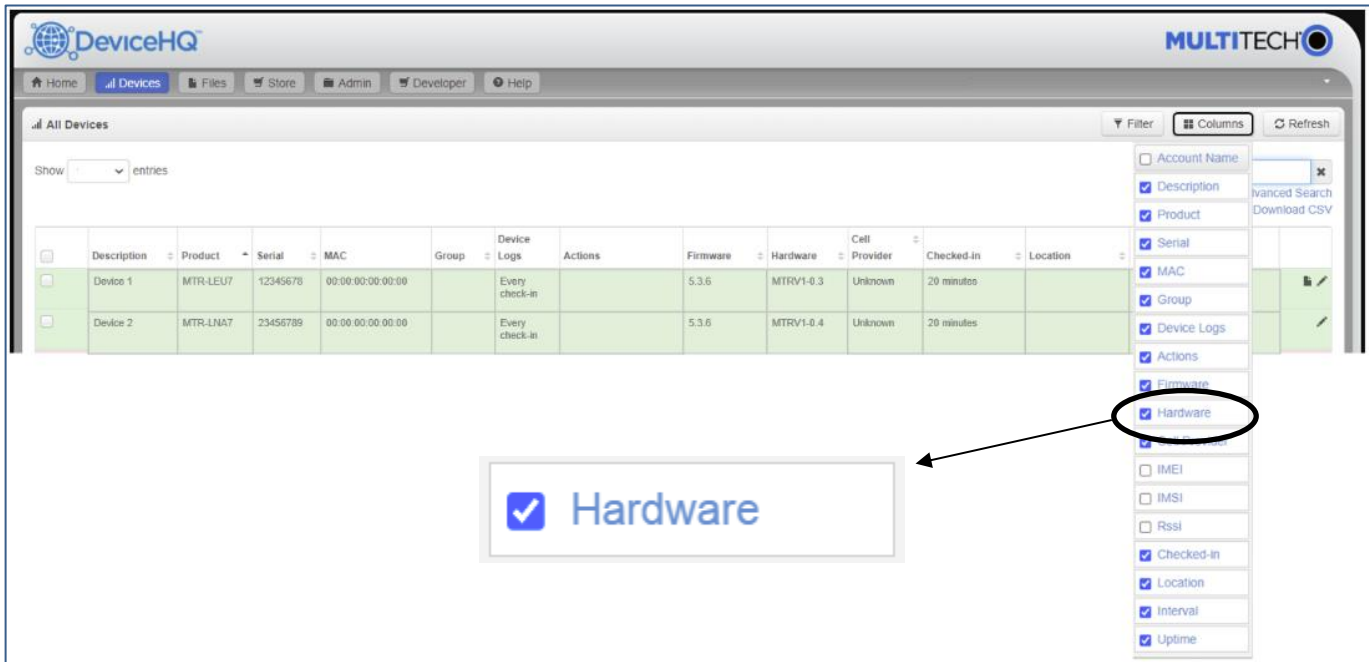 DeviceHQ
MULTITECH
Home Devices Files Store Admin Developer Help
All Devices Filter Columns Refresh
Show entries
Account Name
Description
Product
Serial
MAC
Group
Device Logs
Actions
Firmware
Hardware
Cell Provider
IMEI
IMSI
Rssi
Checked-in
Location
Interval
Uptime
Search
Download CSV
Description Product Serial MAC Group Device Logs Actions Firmware Hardware Cell Provider Checked-in Location
Device 1 MTR-LEU7 12345678 00:00:00:00:00:00 Every check-in 5.3.6 MTRV1-0.3 Unknown 20 minutes
Device 2 MTR-LNA7 23456789 00:00:00:00:00:00 Every check-in 5.3.6 MTRV1-0.4 Unknown 20 minutes
Hardware